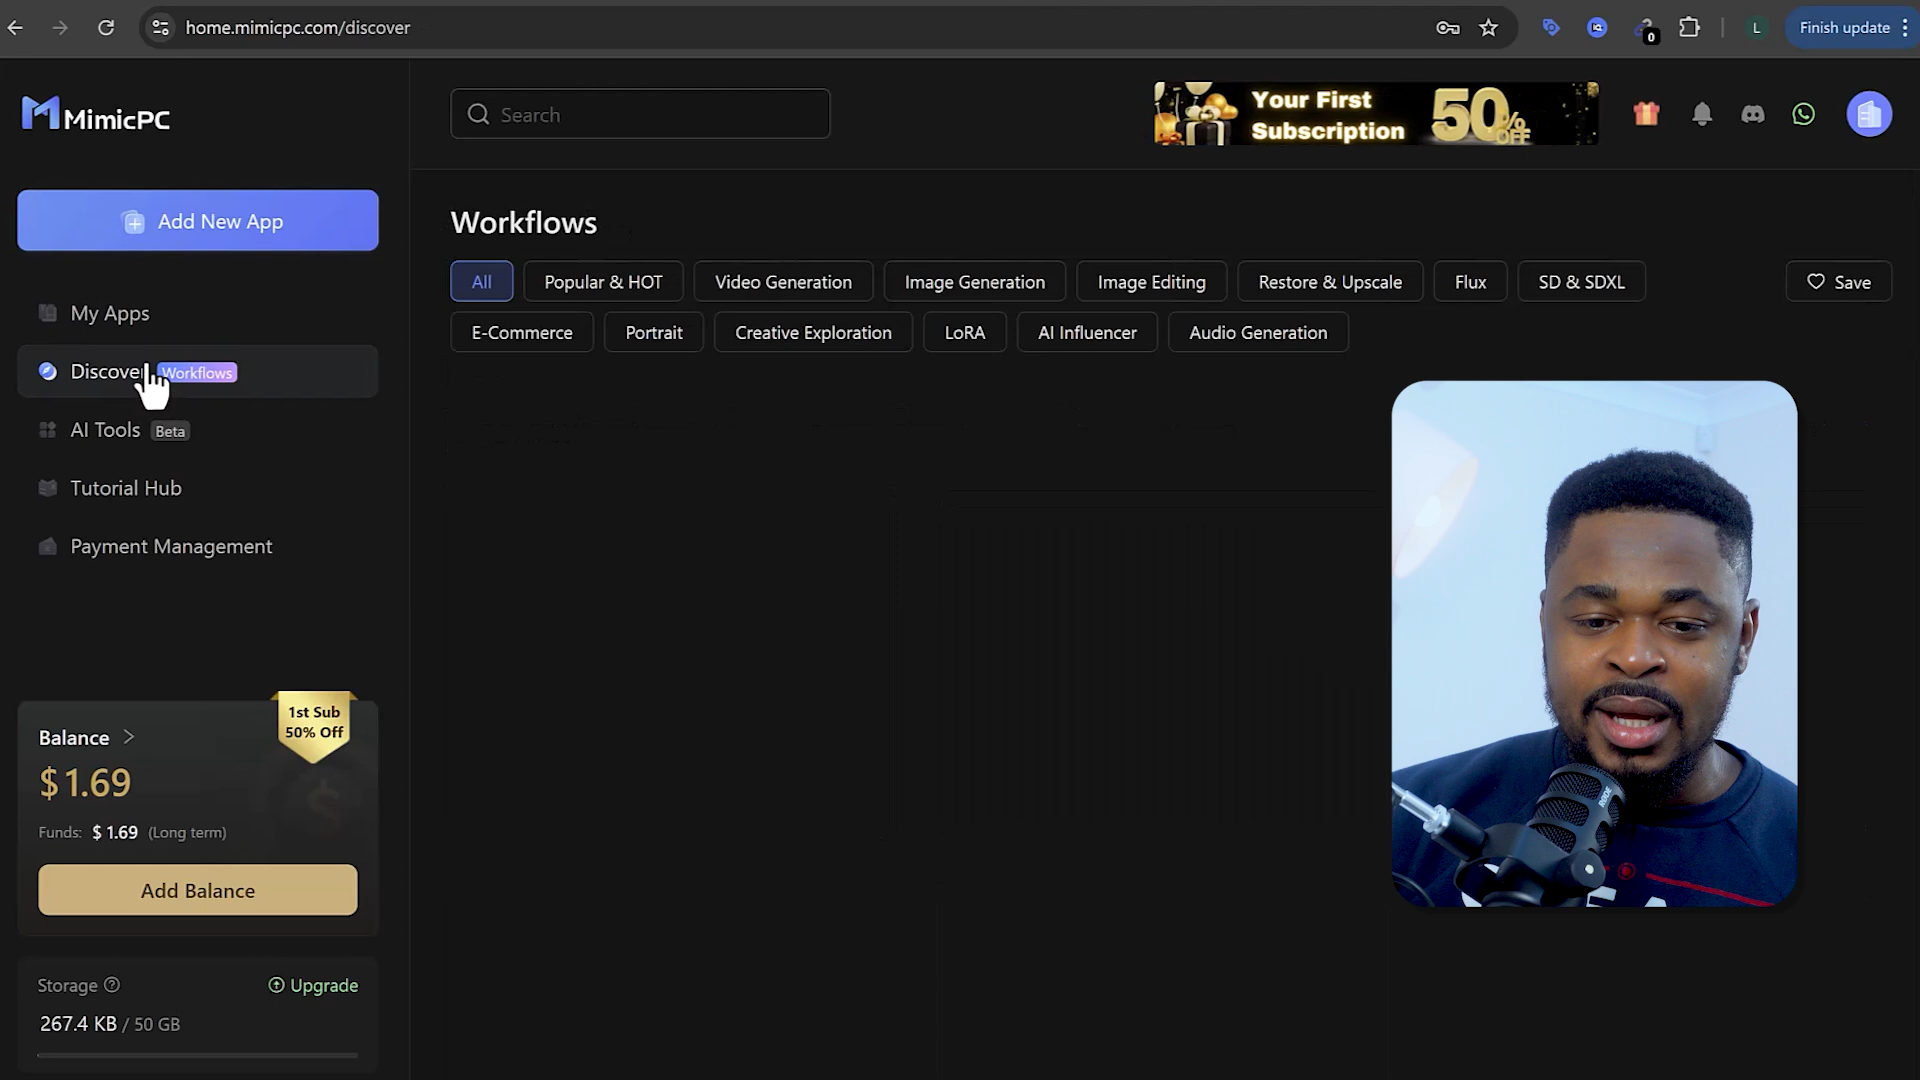 home.mimicpc.com/discover
0
L
Finish update
MimicPC
Search
Your First
Subscription
50% OFF
Add New App
My Apps
Discover Workflows
AI Tools Beta
Tutorial Hub
Payment Management
Workflows
All
Popular & HOT
Video Generation
Image Generation
Image Editing
Restore & Upscale
Flux
SD & SDXL
Save
E-Commerce
Portrait
Creative Exploration
LoRA
AI Influencer
Audio Generation
1st Sub
50% Off
Balance
$1.69
Funds: $1.69 (Long term)
Add Balance
Storage
Upgrade
267.4 KB / 50 GB
RODE